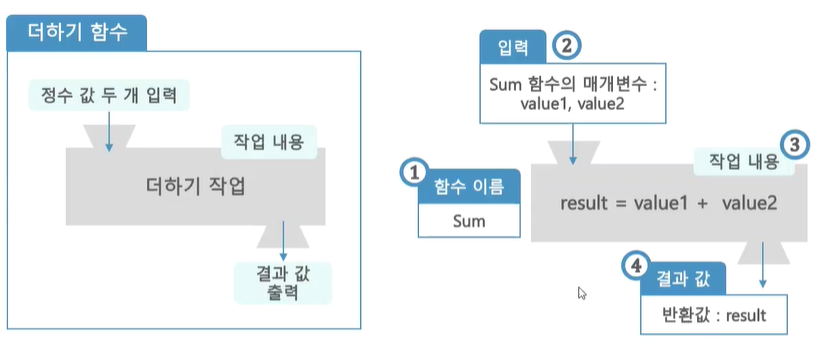 더하기 함수
정수 값 두 개 입력
작업 내용
더하기 작업
결과 값
출력
입력
②
Sum 함수의 매개변수 :
value1, value2
①
함수 이름
Sum
작업 내용
③
result = value1 + value2
④
결과 값
반환값 : result